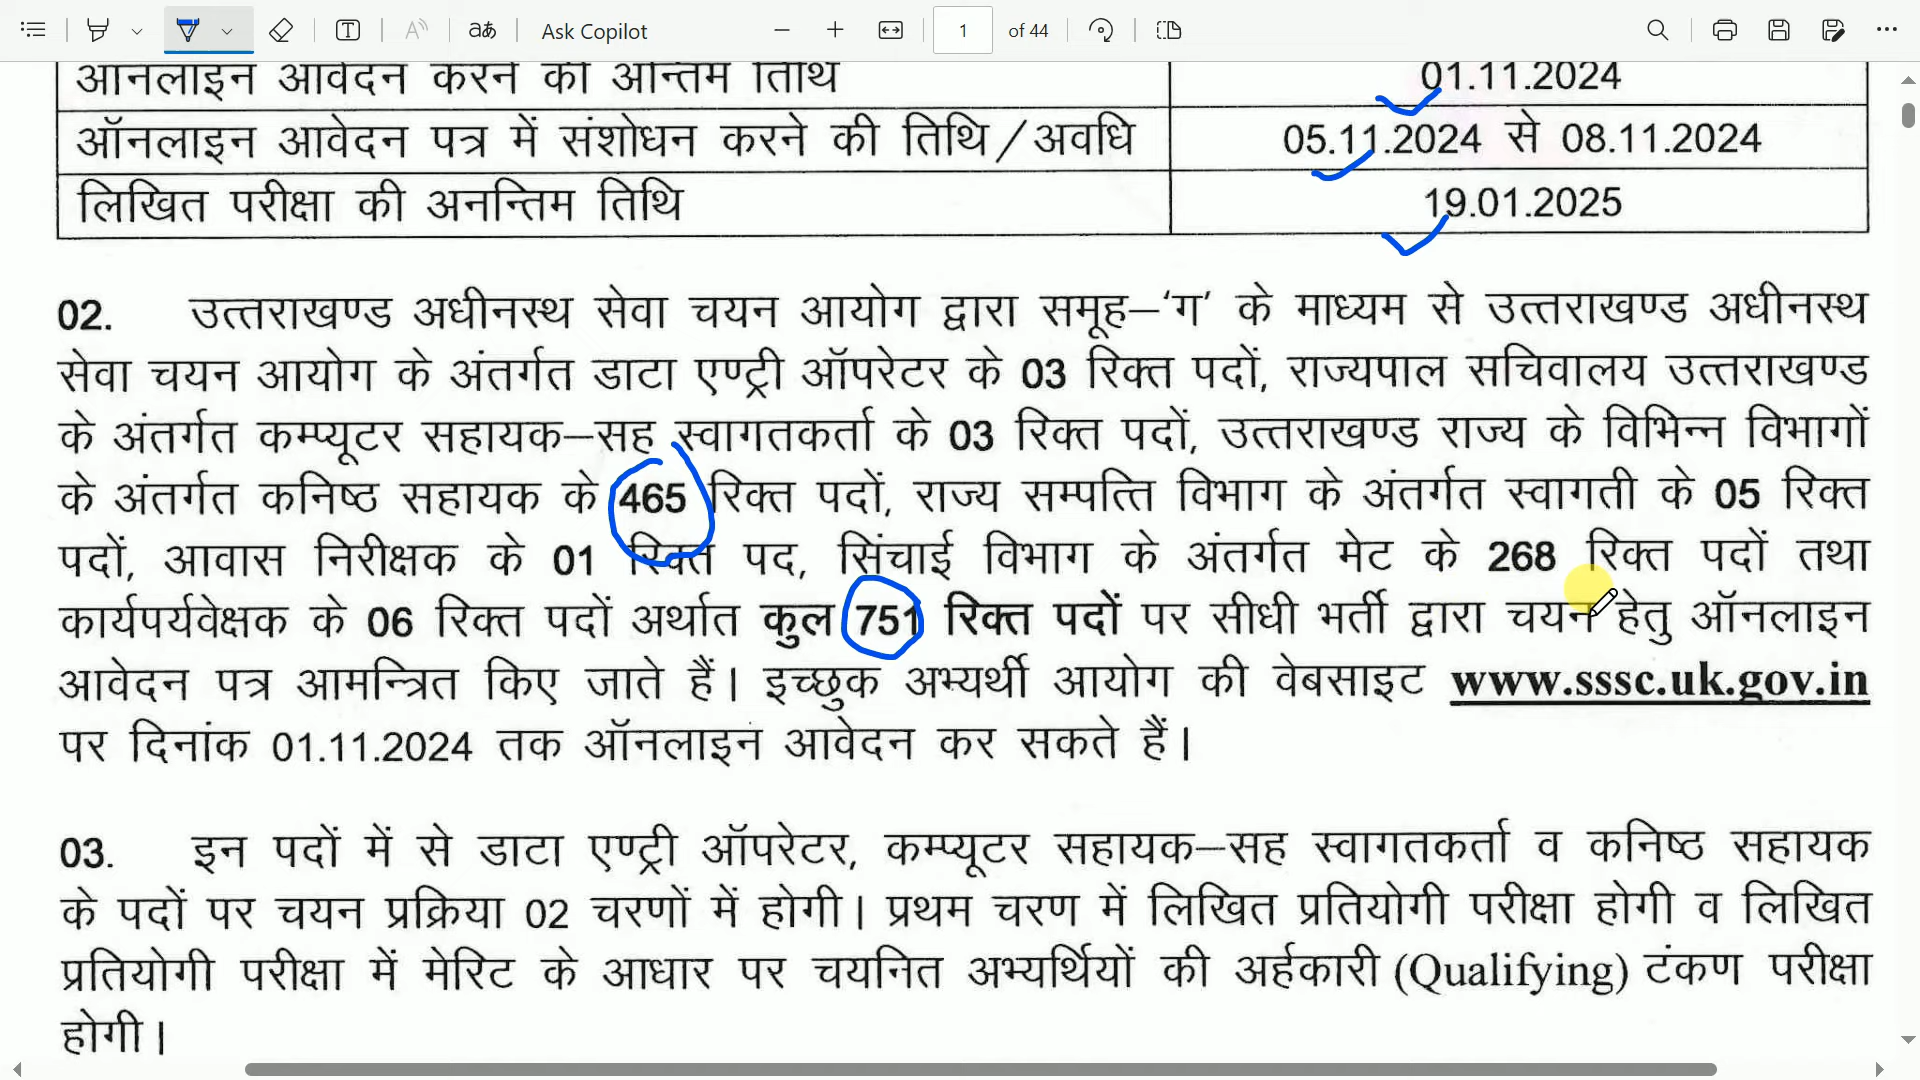 Ask Copilot
1 of 44
ऑनलाइन आवेदन करने की अन्तिम तिथि 01.11.2024
ऑनलाइन आवेदन पत्र में संशोधन करने की तिथि/अवधि 05.11.2024 से 08.11.2024
लिखित परीक्षा की अनन्तिम तिथि 19.01.2025
02. उत्तराखण्ड अधीनस्थ सेवा चयन आयोग द्वारा समूह–‘ग’ के माध्यम से उत्तराखण्ड अधीनस्थ
सेवा चयन आयोग के अंतर्गत डाटा एण्ट्री ऑपरेटर के 03 रिक्त पदों, राज्यपाल सचिवालय उत्तराखण्ड
के अंतर्गत कम्प्यूटर सहायक–सह स्वागतकर्ता के 03 रिक्त पदों, उत्तराखण्ड राज्य के विभिन्न विभागों
के अंतर्गत कनिष्ठ सहायक के 465 रिक्त पदों, राज्य सम्पत्ति विभाग के अंतर्गत स्वागती के 05 रिक्त
पदों, आवास निरीक्षक के 01 रिक्त पद, सिंचाई विभाग के अंतर्गत मेट के 268 रिक्त पदों तथा
कार्यपर्यवेक्षक के 06 रिक्त पदों अर्थात कुल 751 रिक्त पदों पर सीधी भर्ती द्वारा चयन हेतु ऑनलाइन
आवेदन पत्र आमन्त्रित किए जाते हैं। इच्छुक अभ्यर्थी आयोग की वेबसाइट www.sssc.uk.gov.in
पर दिनांक 01.11.2024 तक ऑनलाइन आवेदन कर सकते हैं।
03. इन पदों में से डाटा एण्ट्री ऑपरेटर, कम्प्यूटर सहायक–सह स्वागतकर्ता व कनिष्ठ सहायक
के पदों पर चयन प्रक्रिया 02 चरणों में होगी। प्रथम चरण में लिखित प्रतियोगी परीक्षा होगी व लिखित
प्रतियोगी परीक्षा में मेरिट के आधार पर चयनित अभ्यर्थियों की अर्हकारी (Qualifying) टंकण परीक्षा
होगी।